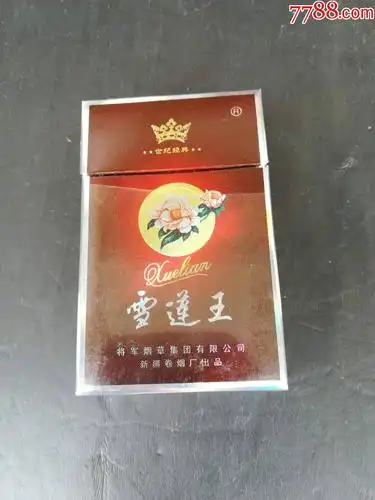 7788.com
®
★★世纪经典★★
Xuelian
雪莲王
将军烟草集团有限公司
新疆卷烟厂出品